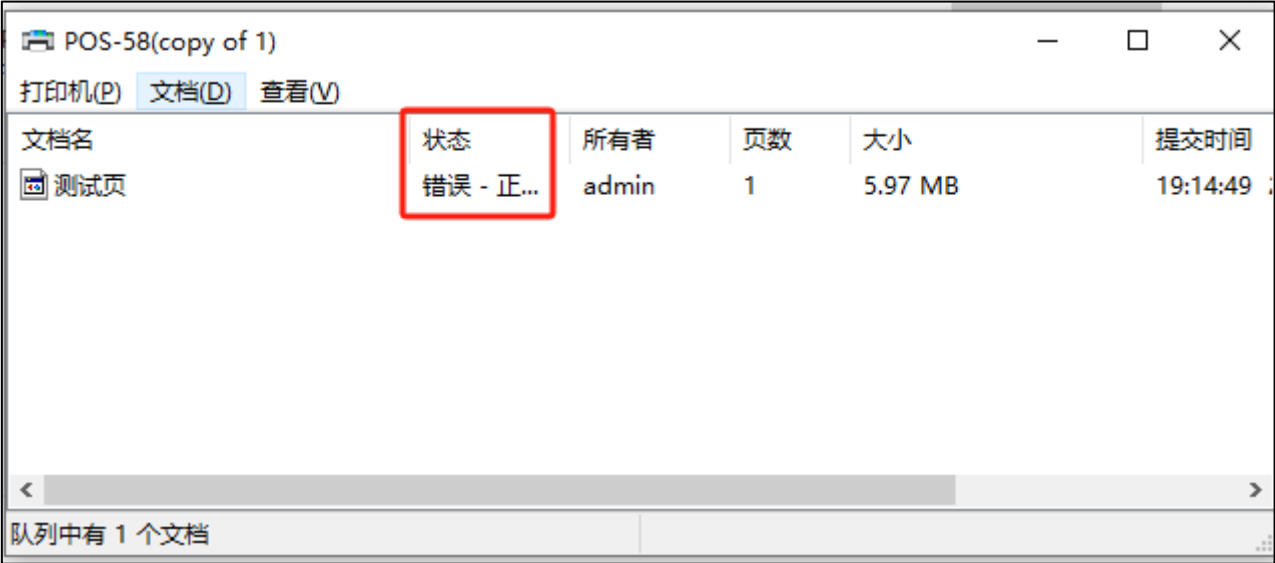 POS-58(copy of 1)
打印机(P) 文档(D) 查看(V)
文档名 状态 所有者 页数 大小 提交时间
测试页 错误 - 正... admin 1 5.97 MB 19:14:49
队列中有 1 个文档